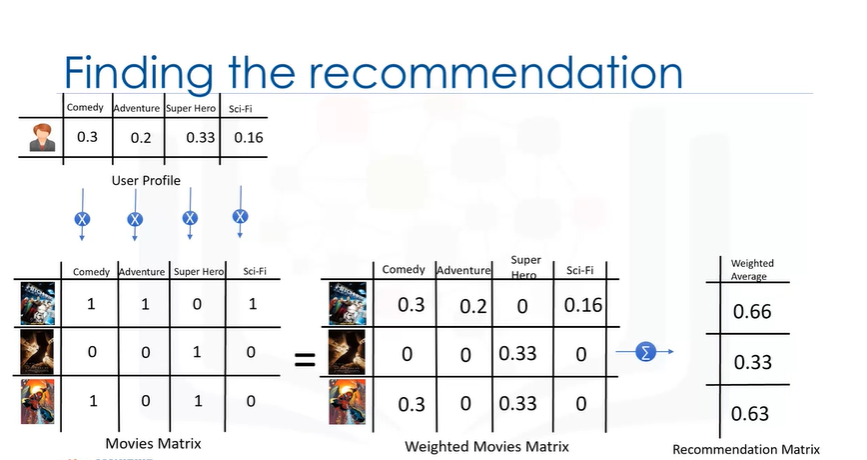 Finding the recommendation
Comedy Adventure Super Hero Sci-Fi
0.3 0.2 0.33 0.16
User Profile
X X X X
Comedy Adventure Super Hero Sci-Fi
1 1 0 1
0 0 1 0
1 0 1 0
Movies Matrix
=
Comedy Adventure Super Hero Sci-Fi
0.3 0.2 0 0.16
0 0 0.33 0
0.3 0 0.33 0
Weighted Movies Matrix
Σ
Weighted
Average
0.66
0.33
0.63
Recommendation Matrix